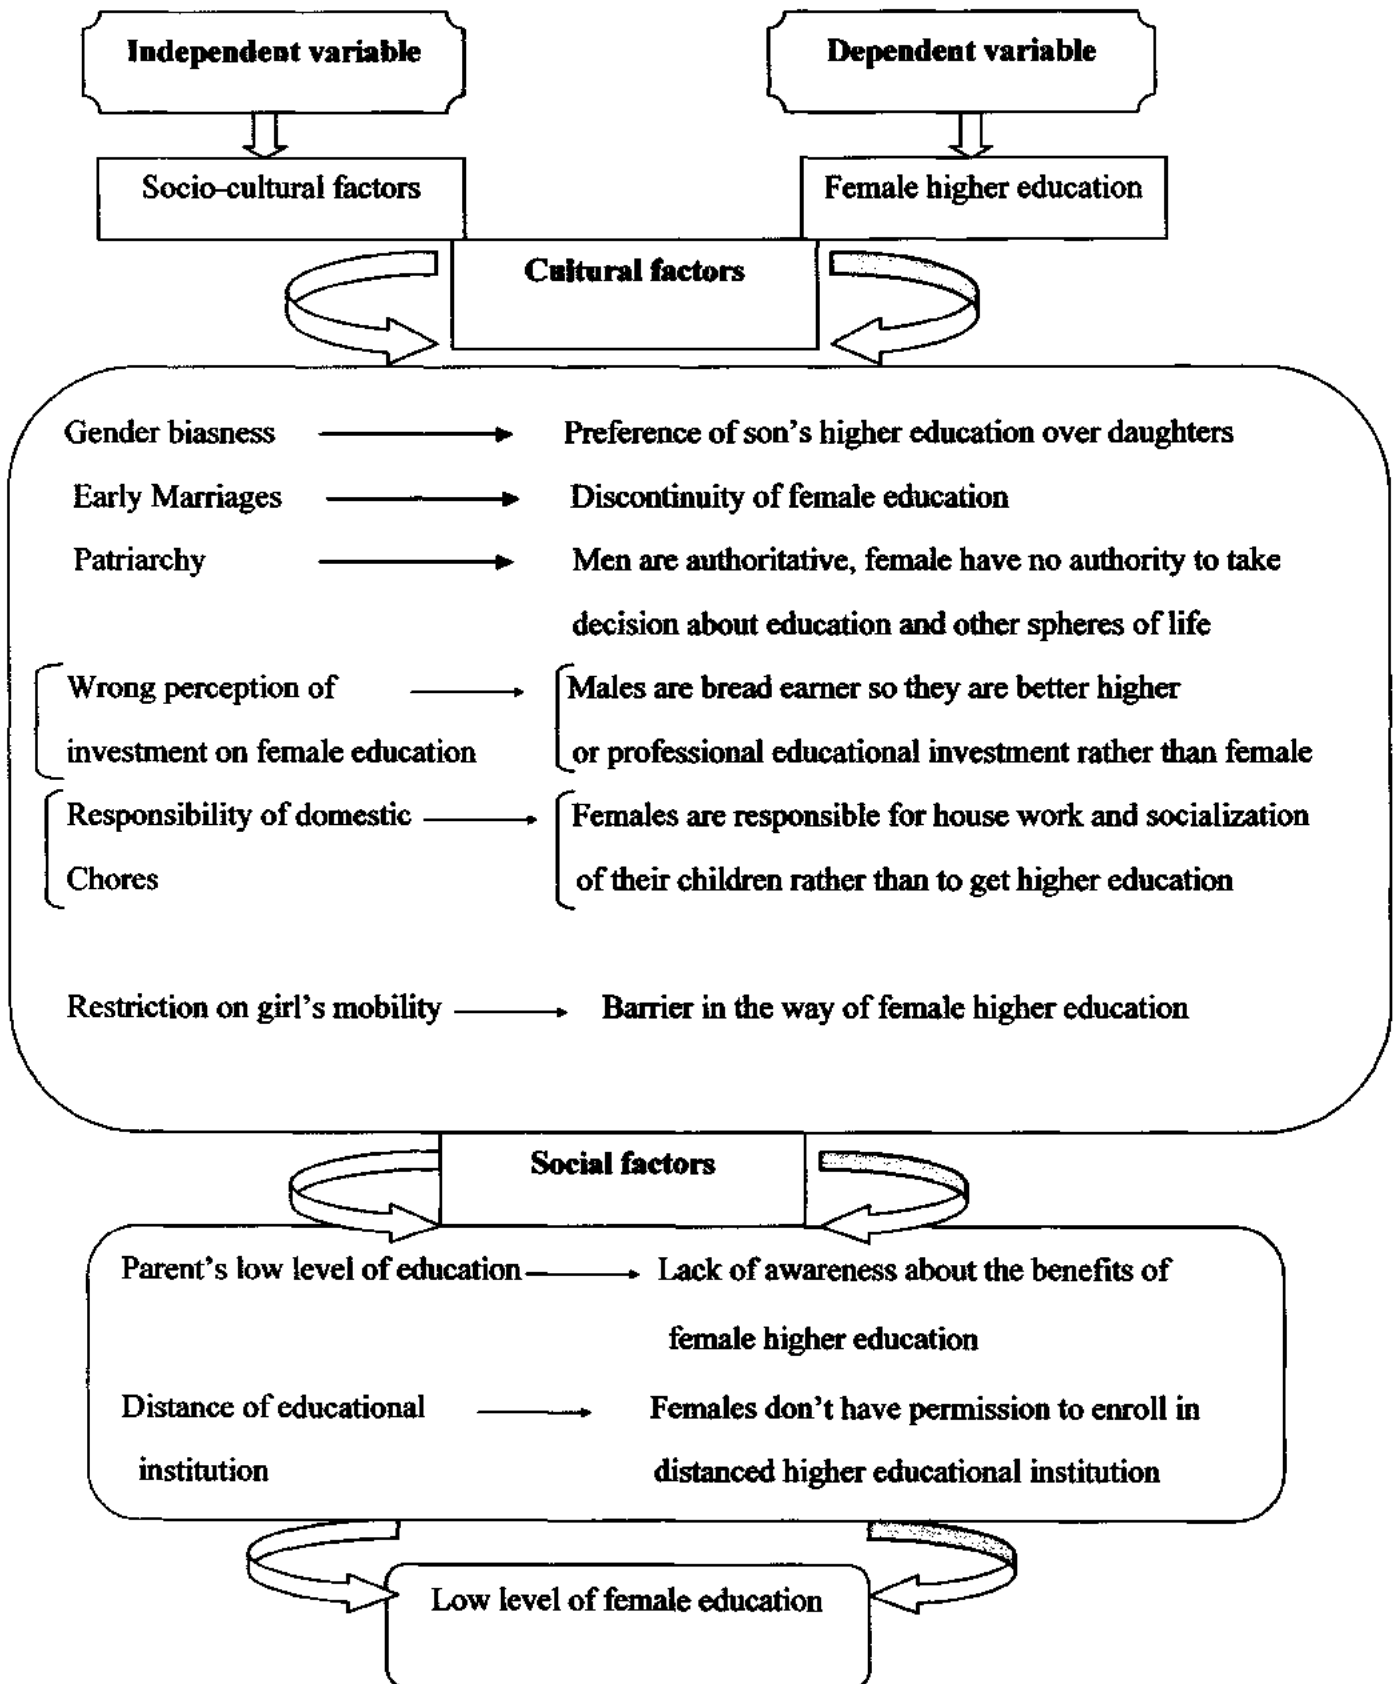 Independent variable
Dependent variable
Socio-cultural factors
Female higher education
Cultural factors
Gender biasness
Preference of son's higher education over daughters
Early Marriages
Discontinuity of female education
Patriarchy
Men are authoritative, female have no authority to take
decision about education and other spheres of life
Wrong perception of
investment on female education
Males are bread earner so they are better higher
or professional educational investment rather than female
Responsibility of domestic
Chores
Females are responsible for house work and socialization
of their children rather than to get higher education
Restriction on girl's mobility
Barrier in the way of female higher education
Social factors
Parent's low level of education
Lack of awareness about the benefits of
female higher education
Distance of educational
institution
Females don't have permission to enroll in
distanced higher educational institution
Low level of female education